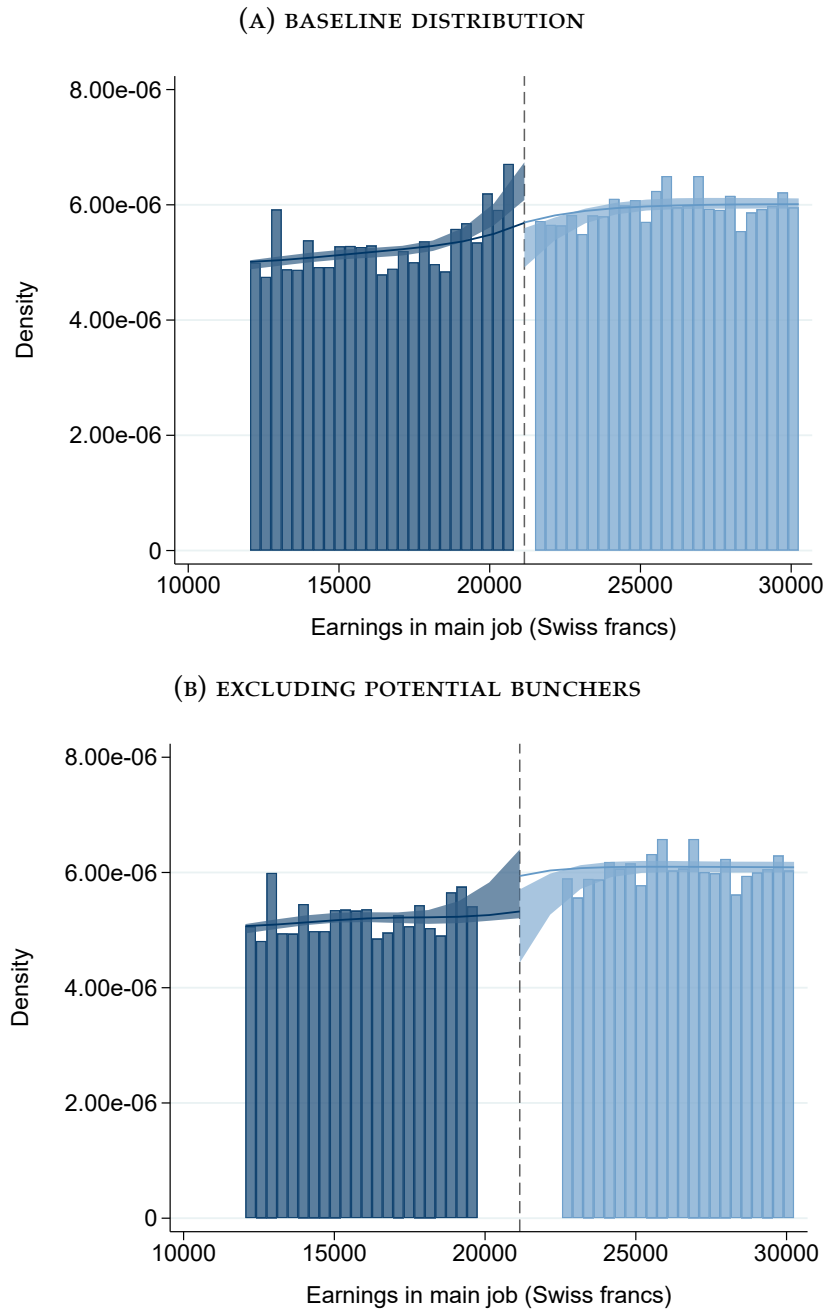 (A) BASELINE DISTRIBUTION
8.00e-06
6.00e-06
4.00e-06
2.00e-06
0
Density
10000 15000 20000 25000 30000
Earnings in main job (Swiss francs)
(B) EXCLUDING POTENTIAL BUNCHERS
8.00e-06
6.00e-06
4.00e-06
2.00e-06
0
Density
10000 15000 20000 25000 30000
Earnings in main job (Swiss francs)